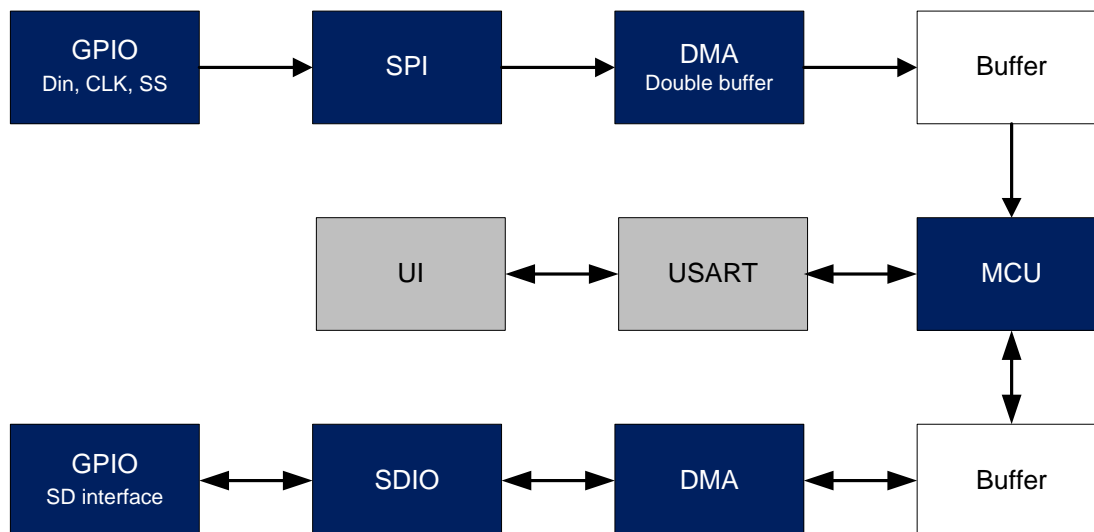 GPIO
Din, CLK, SS
SPI
DMA
Double buffer
Buffer
UI
USART
MCU
GPIO
SD interface
SDIO
DMA
Buffer